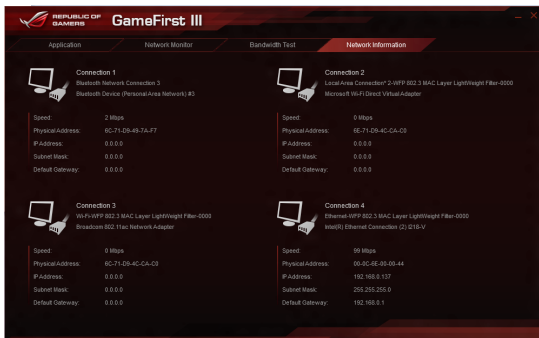 REPUBLIC OF
GAMERS
GameFirst III
Application
Network Monitor
Bandwidth Test
Network Information
Connection 1
Bluetooth Network Connection 3
Bluetooth Device (Personal Area Network) #3
Speed: 2 Mbps
Physical Address: 6C-71-D9-49-7A-F7
IP Address: 0.0.0.0
Subnet Mask: 0.0.0.0
Default Gateway: 0.0.0.0
Connection 2
Local Area Connection* 2-WFP 802.3 MAC Layer LightWeight Filter-0000
Microsoft Wi-Fi Direct Virtual Adapter
Speed: 0 Mbps
Physical Address: 6E-71-D9-4C-CA-C0
IP Address: 0.0.0.0
Subnet Mask: 0.0.0.0
Default Gateway: 0.0.0.0
Connection 3
Wi-Fi-WFP 802.3 MAC Layer LightWeight Filter-0000
Broadcom 802.11ac Network Adapter
Speed: 0 Mbps
Physical Address: 6C-71-D9-4C-CA-C0
IP Address: 0.0.0.0
Subnet Mask: 0.0.0.0
Default Gateway: 0.0.0.0
Connection 4
Ethernet-WFP 802.3 MAC Layer LightWeight Filter-0000
Intel(R) Ethernet Connection (2) I218-V
Speed: 99 Mbps
Physical Address: 00-0C-6E-00-00-44
IP Address: 192.168.0.137
Subnet Mask: 255.255.255.0
Default Gateway: 192.168.0.1